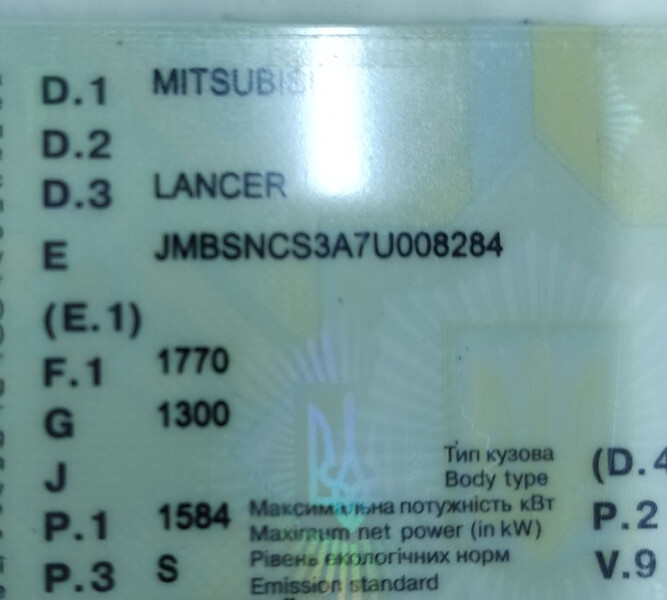 D.1 MITSUBIS
D.2
D.3 LANCER
E JMBSNCS3A7U008284
(E.1)
F.1 1770
G 1300
J Тип кузова (D.4
Body type
P.1 1584 Максимальна потужність кВт P.2
Maximum net power (in kW)
P.3 S Рівень екологічних норм V.9
Emission standard